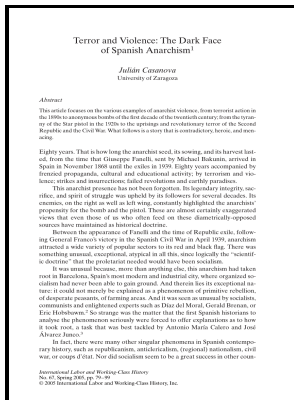 Terror and Violence: The Dark Face
of Spanish Anarchism1
Julián Casanova
University of Zaragoza
Abstract
This article focuses on the various examples of anarchist violence, from terrorist action in
the 1890s to anonymous bombs of the first decade of the twentieth century; from the tyran-
ny of the Star pistol in the 1920s to the uprisings and revolutionary terror of the Second
Republic and the Civil War. What follows is a story that is contradictory, heroic, and men-
acing.
Eighty years. That is how long the anarchist seed, its sowing, and its harvest last-
ed, from the time that Giuseppe Fanelli, sent by Michael Bakunin, arrived in
Spain in November 1868 until the exiles in 1939. Eighty years accompanied by
frenzied propaganda, cultural and educational activity; by terrorism and vio-
lence; strikes and insurrections; failed revolutions and earthly paradises.
This anarchist presence has not been forgotten. Its legendary integrity, sac-
rifice, and spirit of struggle was upheld by its followers for several decades. Its
enemies, on the right as well as left wing, constantly highlighted the anarchists'
propensity for the bomb and the pistol. These are almost certainly exaggerated
views that even those of us who often feed on these diametrically-opposed
sources have maintained as historical doctrine.
Between the appearance of Fanelli and the time of Republic exile, follow-
ing General Franco's victory in the Spanish Civil War in April 1939, anarchism
attracted a wide variety of popular sectors to its red and black flag. There was
something unusual, exceptional, atypical in all this, since logically the "scientif-
ic doctrine" that the proletariat needed would have been socialism.
It was unusual because, more than anything else, this anarchism had taken
root in Barcelona, Spain's most modern and industrial city, where organized so-
cialism had never been able to gain ground. And therein lies its exceptional na-
ture: it could not merely be explained as a phenomenon of primitive rebellion,
of desperate peasants, of farming areas. And it was seen as unusual by socialists,
communists and enlightened experts such as Díaz del Moral, Gerald Brenan, or
Eric Hobsbawm.2 So strange was the matter that the first Spanish historians to
analyse the phenomenon seriously were forced to offer explanations as to how
it took root, a task that was best tackled by Antonio María Calero and José
Álvarez Junco.3
In fact, there were many other singular phenomena in Spanish contempo-
rary history, such as republicanism, anticlericalism, (regional) nationalism, civil
war, or coups d'état. Nor did socialism seem to be a great success in other coun-
International Labor and Working-Class History
No. 67, Spring 2005, pp. 79–99
© 2005 International Labor and Working-Class History, Inc.